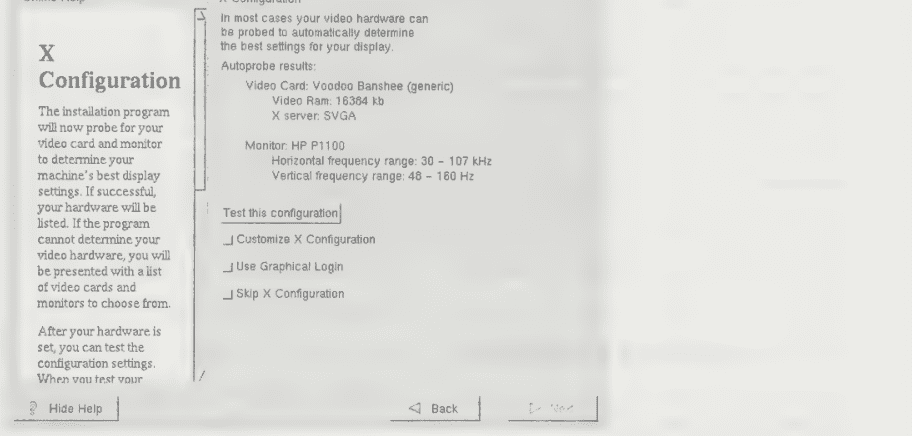 X
Configuration
The installation program
will now probe for your
video card and monitor
to determine your
machine's best display
settings. If successful,
your hardware will be
listed. If the program
cannot determine your
video hardware, you will
be presented with a list
of video cards and
monitors to choose from.
After your hardware is
set, you can test the
configuration settings.
When you test your
X Configuration
In most cases your video hardware can
be probed to automatically determine
the best settings for your display.
Autoprobe results:
Video Card: Voodoo Banshee (generic)
Video Ram: 16384 kb
X server: SVGA
Monitor: HP P1100
Horizontal frequency range: 30 - 107 kHz
Vertical frequency range: 48 - 160 Hz
Test this configuration
Customize X Configuration
Use Graphical Login
Skip X Configuration
Hide Help
Back